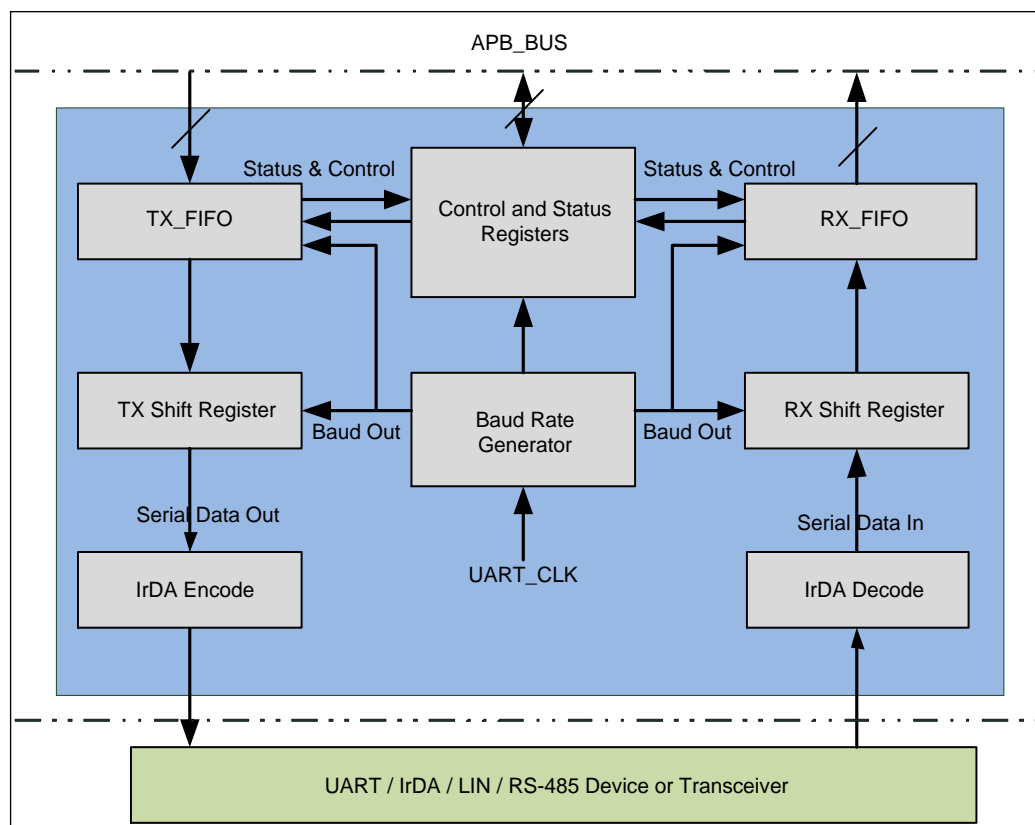 APB_BUS
Status & Control
Status & Control
TX_FIFO
Control and Status
Registers
RX_FIFO
TX Shift Register
Baud Out
Baud Rate
Generator
Baud Out
RX Shift Register
Serial Data Out
Serial Data In
IrDA Encode
UART_CLK
IrDA Decode
UART / IrDA / LIN / RS-485 Device or Transceiver